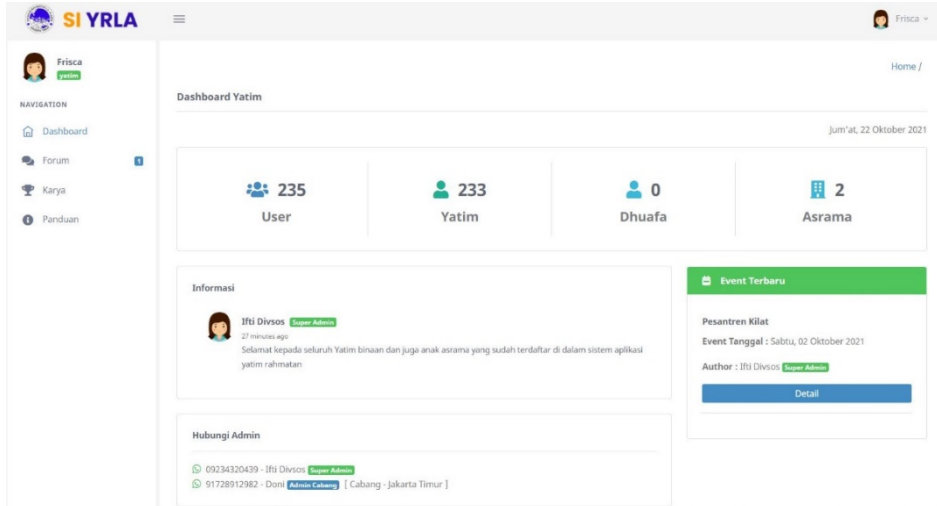 SI YRLA
Frisca
Frisca
yatim
NAVIGATION
Dashboard
Forum 1
Karya
Panduan
Home /
Dashboard Yatim
Jum'at, 22 Oktober 2021
235
User
233
Yatim
0
Dhuafa
2
Asrama
Informasi
Ifti Divsos Super Admin
27 minutes ago
Selamat kepada seluruh Yatim binaan dan juga anak asrama yang sudah terdaftar di dalam sistem aplikasi
yatim rahmatan
Event Terbaru
Pesantren Kilat
Event Tanggal : Sabtu, 02 Oktober 2021
Author : Ifti Divsos Super Admin
Detail
Hubungi Admin
09234320439 - Ifti Divsos Super Admin
91728912982 - Doni Admin Cabang [ Cabang - Jakarta Timur ]